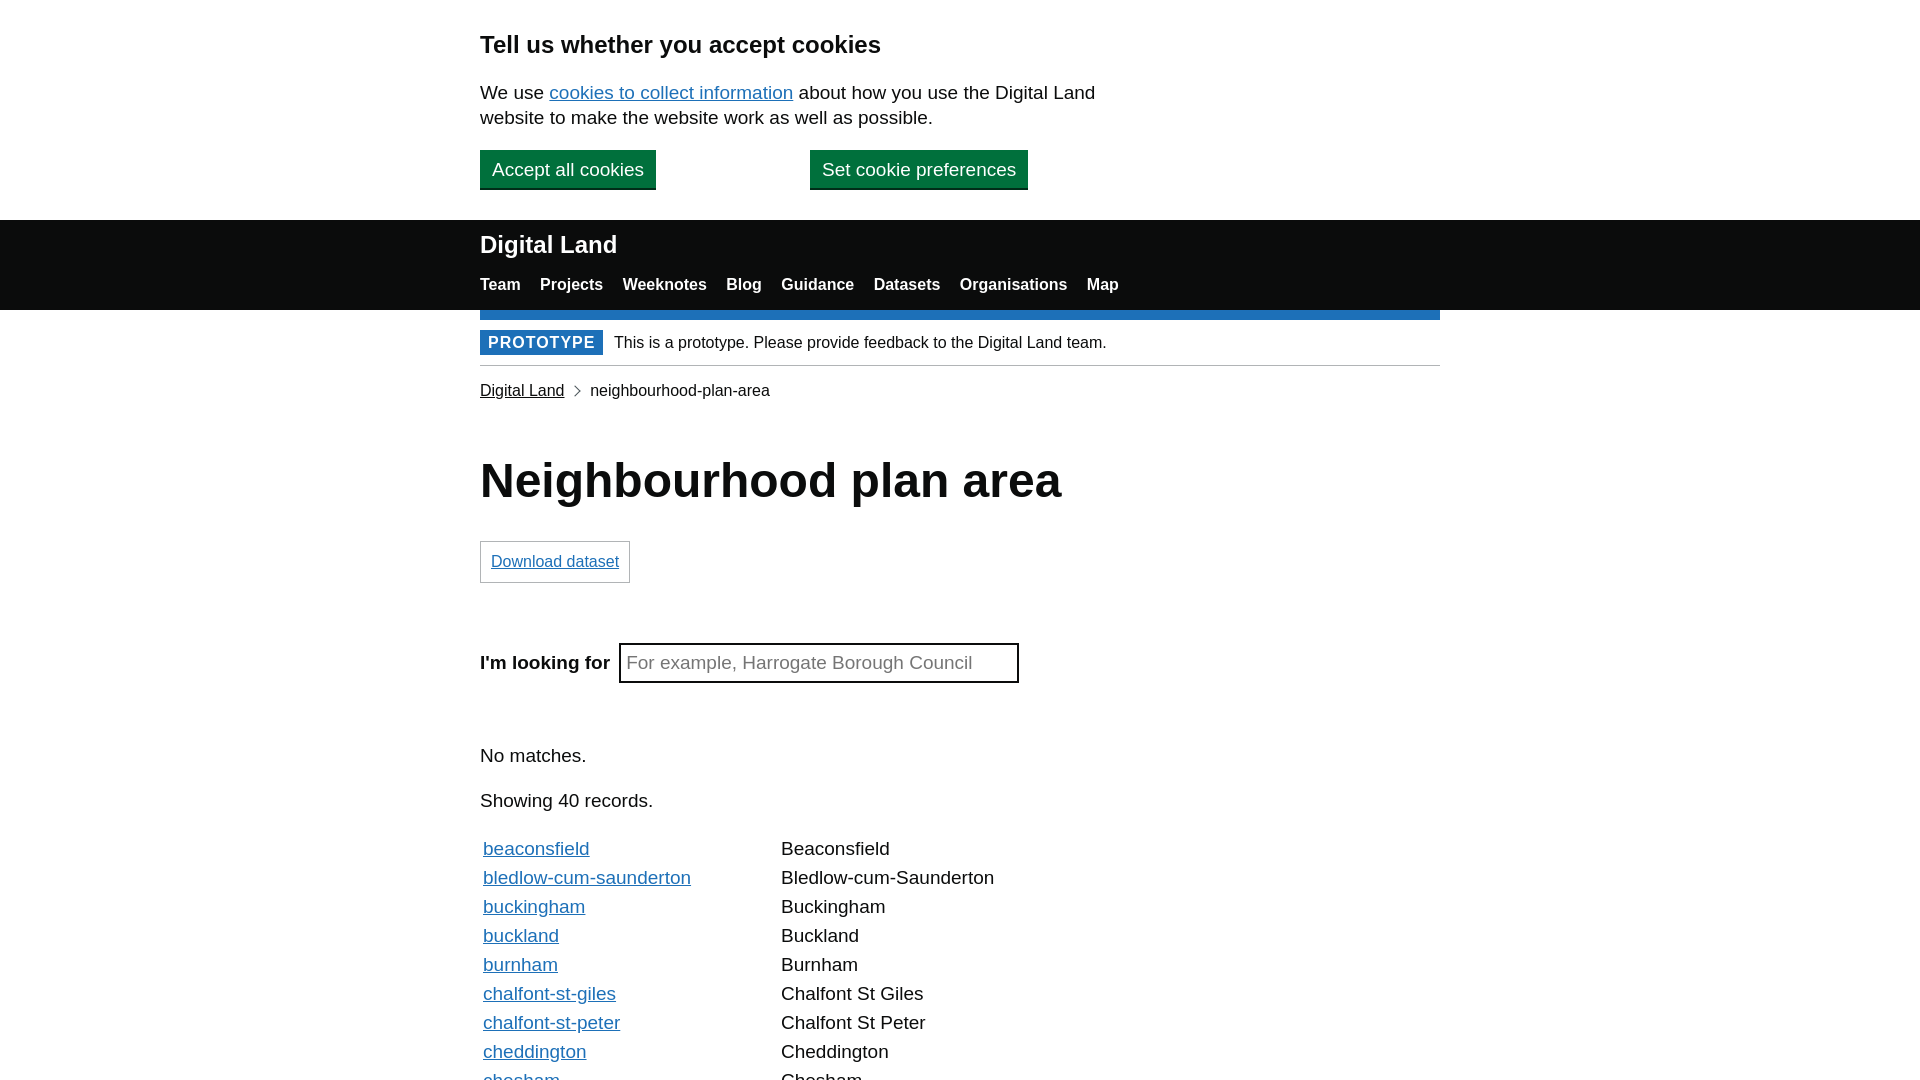 Tell us whether you accept cookies
We use cookies to collect information about how you use the Digital Land
website to make the website work as well as possible.
Accept all cookies
Set cookie preferences
Digital Land
Team Projects Weeknotes Blog Guidance Datasets Organisations Map
PROTOTYPE This is a prototype. Please provide feedback to the Digital Land team.
Digital Land neighbourhood-plan-area
Neighbourhood plan area
Download dataset
I'm looking for For example, Harrogate Borough Council
No matches.
Showing 40 records.
beaconsfield Beaconsfield
bledlow-cum-saunderton Bledlow-cum-Saunderton
buckingham Buckingham
buckland Buckland
burnham Burnham
chalfont-st-giles Chalfont St Giles
chalfont-st-peter Chalfont St Peter
cheddington Cheddington
chesham Chesham